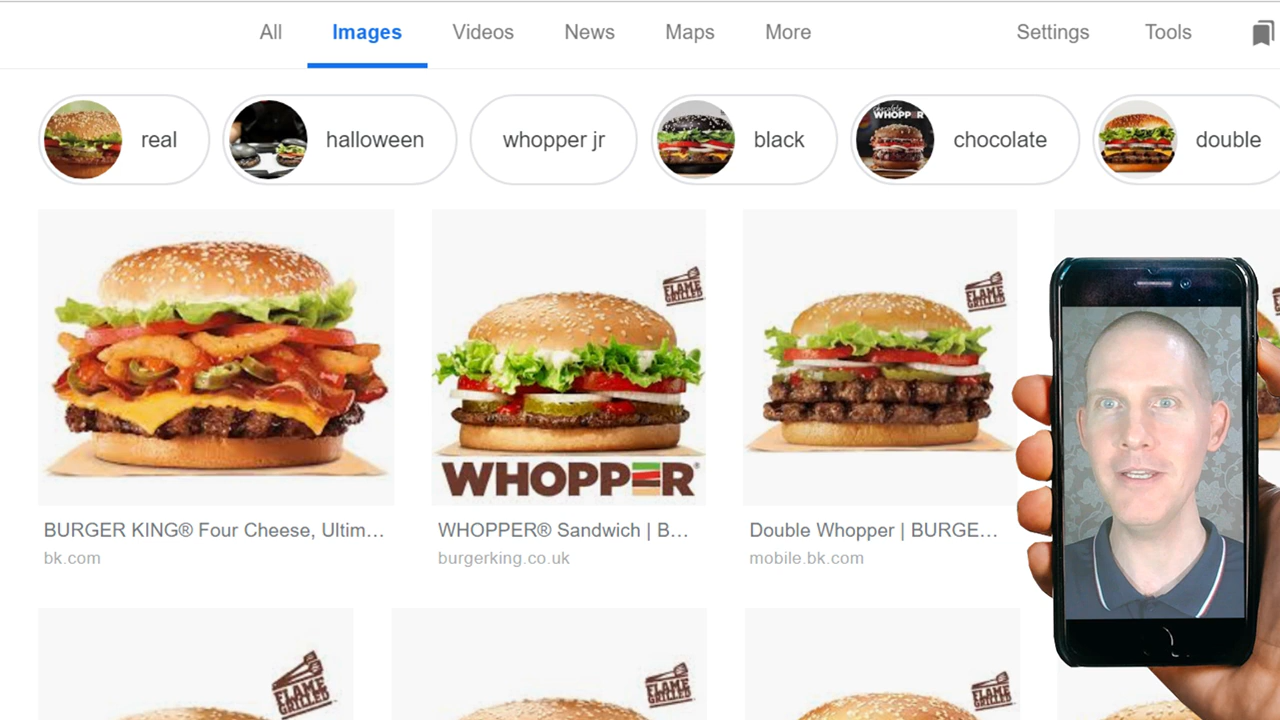 All Images Videos News Maps More Settings Tools
real halloween whopper jr black chocolate double
chocolate
WHOPPER
FLAME
GRILLED
FLAME
GRILLED
WHOPPER®
BURGER KING® Four Cheese, Ultim...
WHOPPER® Sandwich | B...
Double Whopper | BURGE...
bk.com
burgerking.co.uk
mobile.bk.com
FLAME
GRILLED
FLAME
GRILLED
FLAME
GRILLED